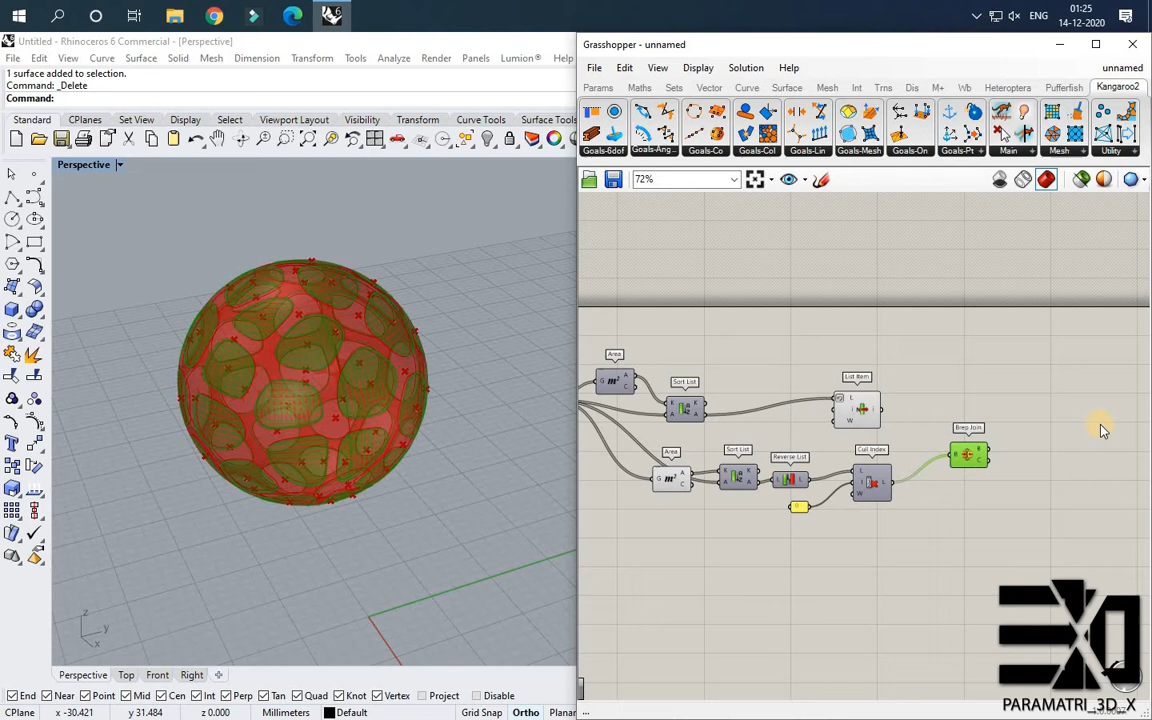 01:25
ENG
14-12-2020
Untitled - Rhinoceros 6 Commercial - [Perspective]
File Edit View Curve Surface Solid Mesh Dimension Transform Tools Analyze Render Panels Lumion® Help
1 surface added to selection.
Command: _Delete
Command:
Standard CPlanes Set View Display Select Viewport Layout Visibility Transform Curve Tools Surface Tools
Perspective
z
y
x
Perspective Top Front Right
End Near Point Mid Cen Int Perp Tan Quad Knot Vertex Project Disable
CPlane x -30.421 y 31.484 z 0.000 Millimeters Default Grid Snap Ortho Planar
Grasshopper - unnamed
File Edit View Display Solution Help
unnamed
Params Maths Sets Vector Curve Surface Mesh Int Trns Dis M+ Wb Heteroptera Pufferfish Kangaroo2
Goals-6dof Goals-Ang... Goals-Co Goals-Col Goals-Lin Goals-Mesh Goals-On Goals-Pt Main Mesh Utility
72%
Area
G m² A C
Sort List
K A K A
List Item
L i W i
Area
G m² A C
Sort List
K A K A
Reverse List
L L
Cull Index
L I W L
0
Brep Join
B B C
EXO
PARAMATRI_3D_X